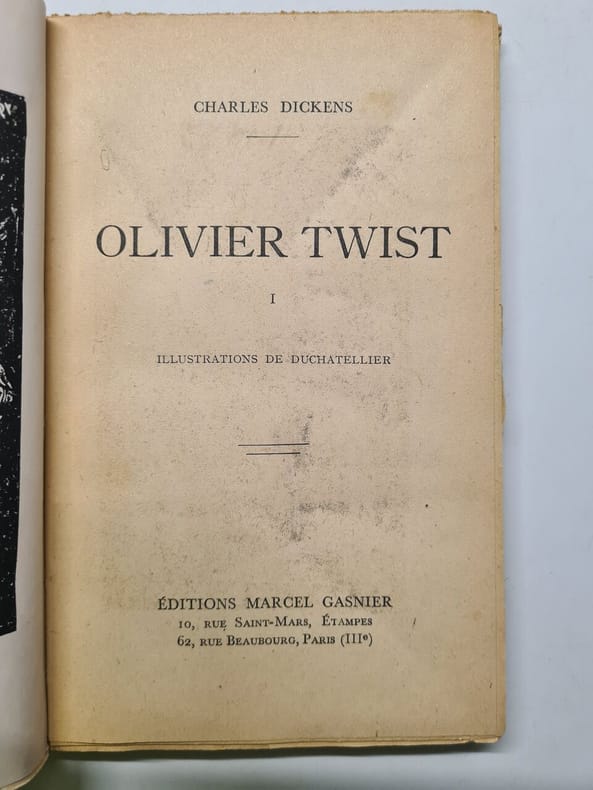 CHARLES DICKENS
OLIVIER TWIST
I
ILLUSTRATIONS DE DUCHATELLIER
ÉDITIONS MARCEL GASNIER
10, RUE SAINT-MARS, ÉTAMPES
62, RUE BEAUBOURG, PARIS (IIIe)